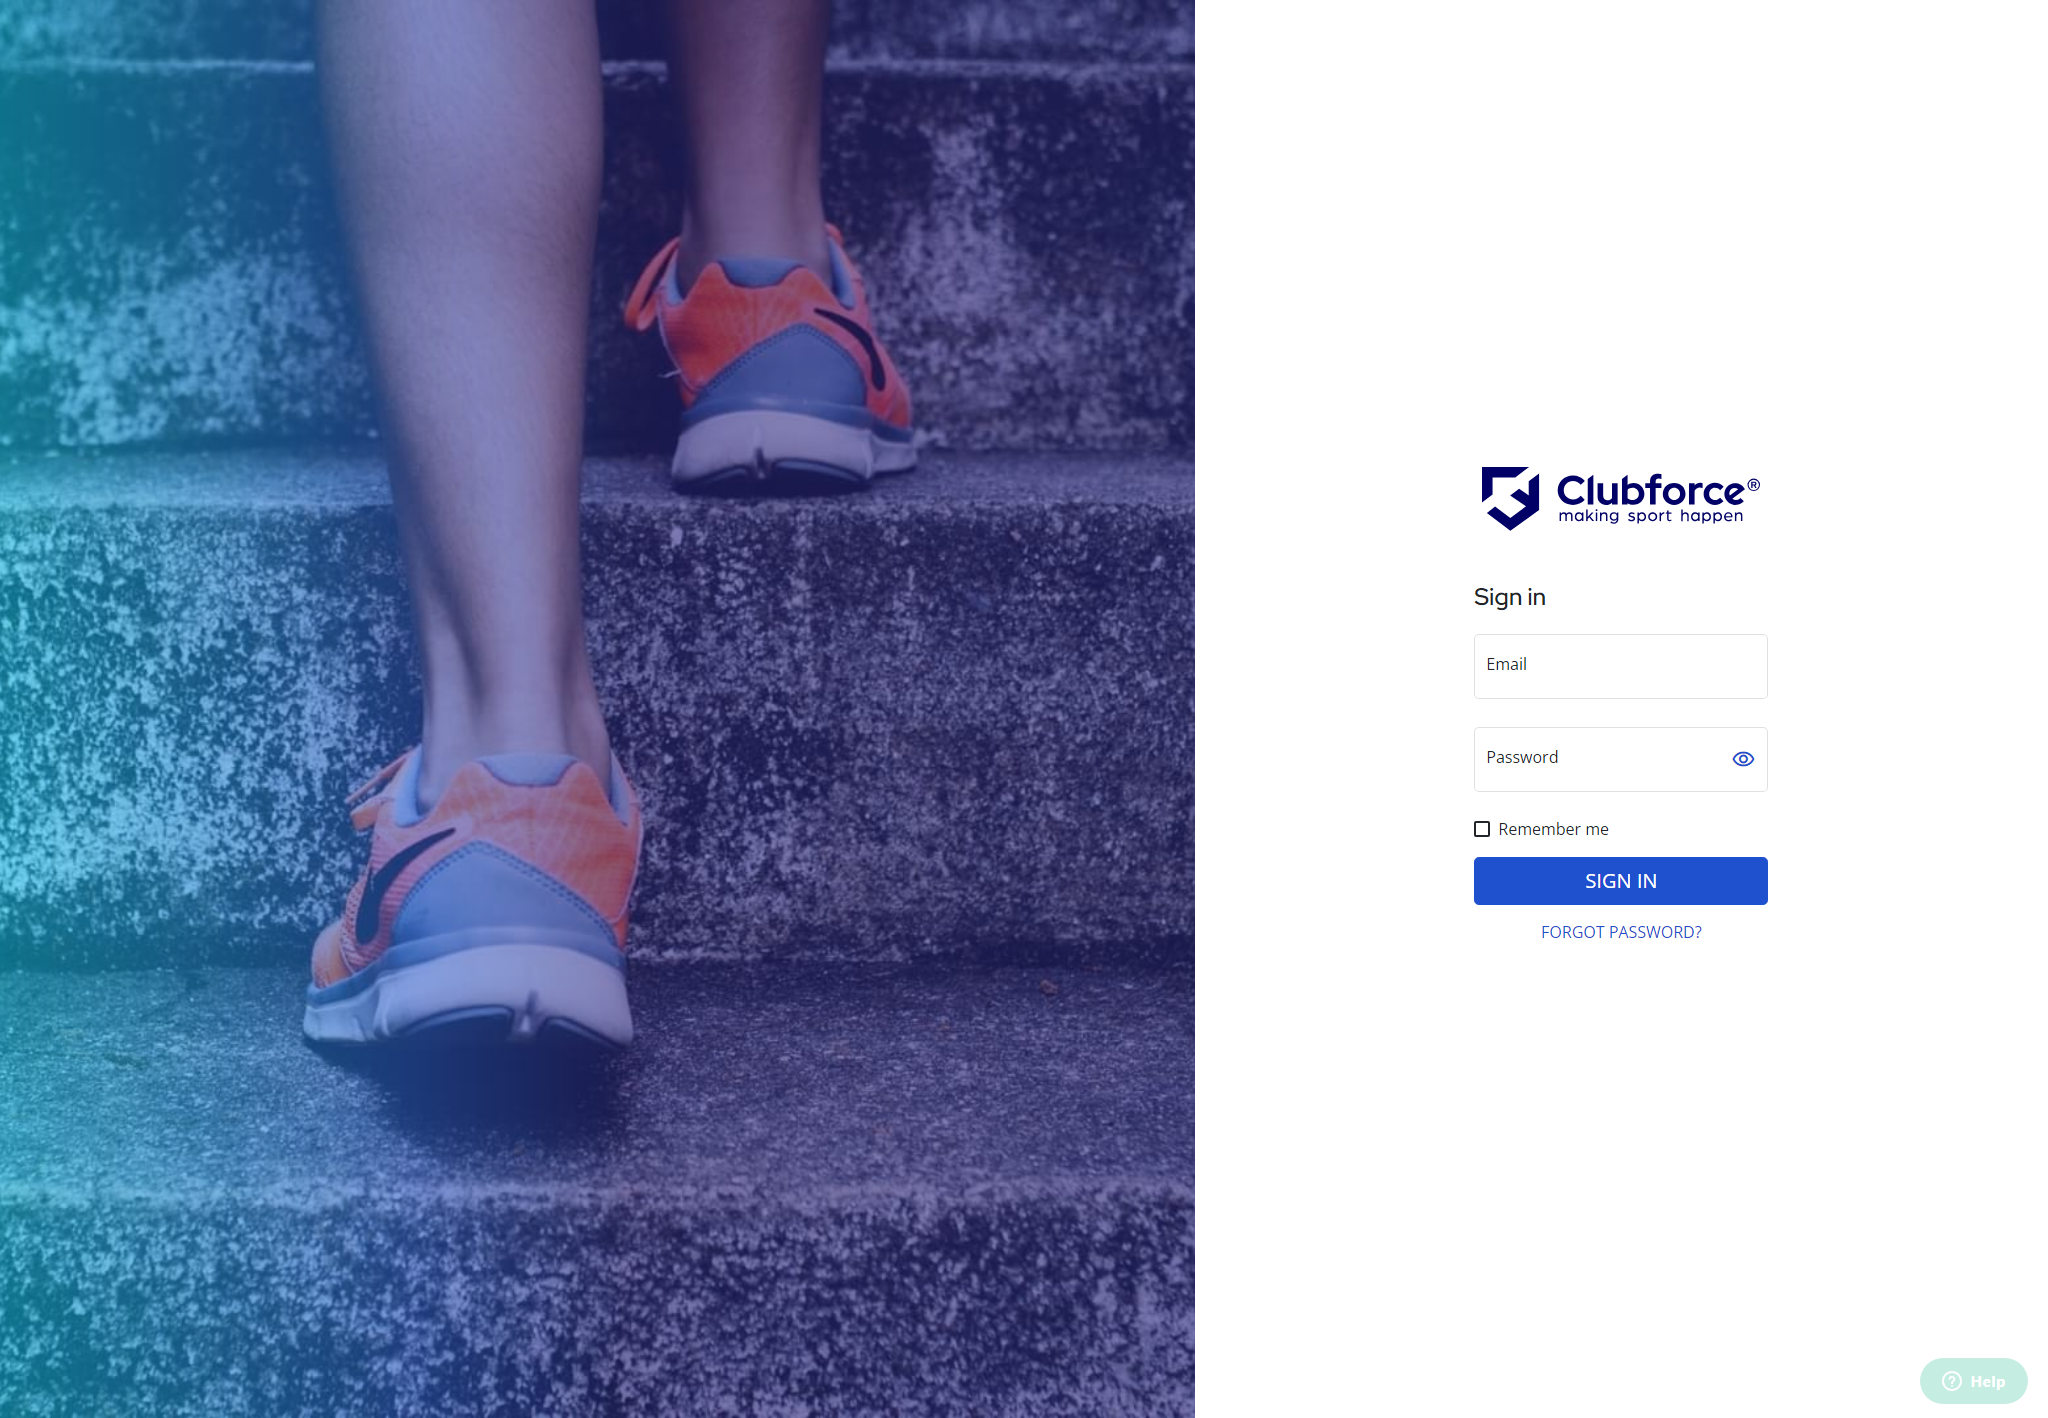 Clubforce®
making sport happen
Sign in
Email
Password
Remember me
SIGN IN
FORGOT PASSWORD?
Help